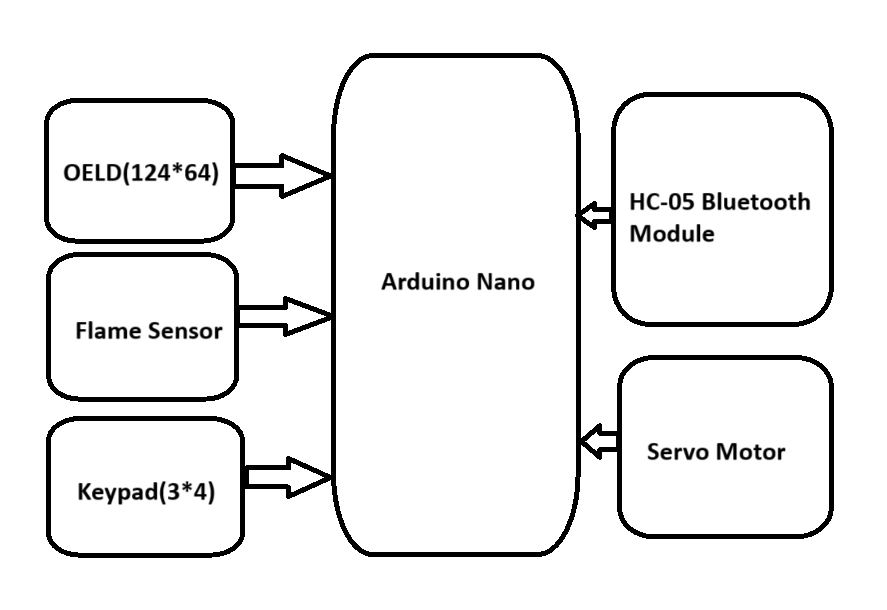 OELD(124*64)
Flame Sensor
Keypad(3*4)
Arduino Nano
HC-05 Bluetooth
Module
Servo Motor